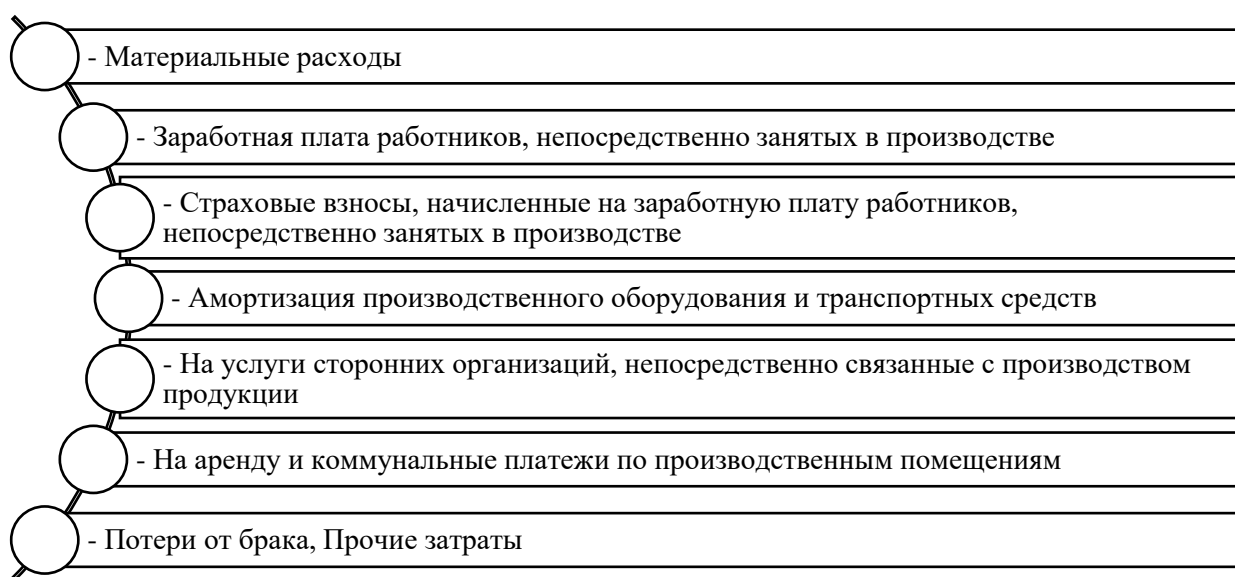 - Материальные расходы
- Заработная плата работников, непосредственно занятых в производстве
- Страховые взносы, начисленные на заработную плату работников,
непосредственно занятых в производстве
- Амортизация производственного оборудования и транспортных средств
- На услуги сторонних организаций, непосредственно связанные с производством
продукции
- На аренду и коммунальные платежи по производственным помещениям
- Потери от брака, Прочие затраты